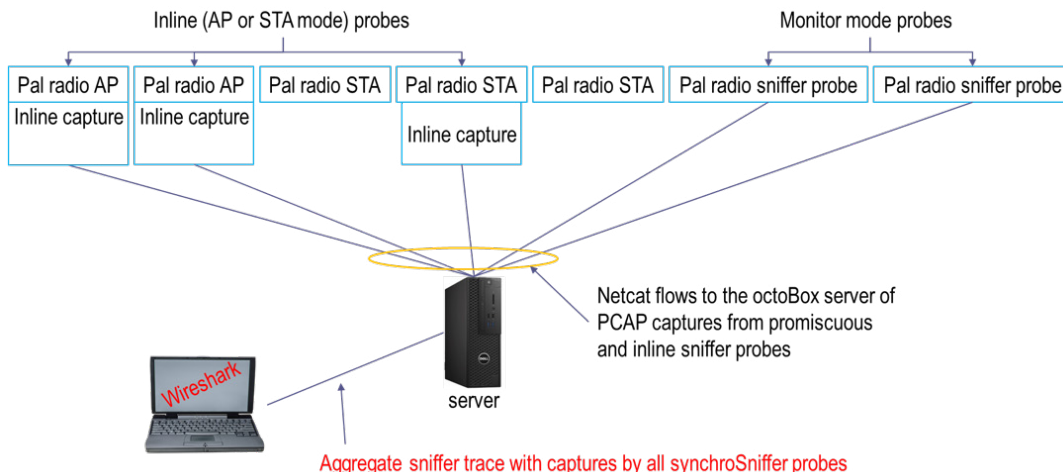 Inline (AP or STA mode) probes
Monitor mode probes
Pal radio AP
Pal radio AP
Pal radio STA
Pal radio STA
Pal radio STA
Pal radio sniffer probe
Pal radio sniffer probe
Inline capture
Inline capture
Inline capture
Netcat flows to the octoBox server of
PCAP captures from promiscuous
and inline sniffer probes
Wireshark
server
Aggregate sniffer trace with captures by all synchroSniffer probes